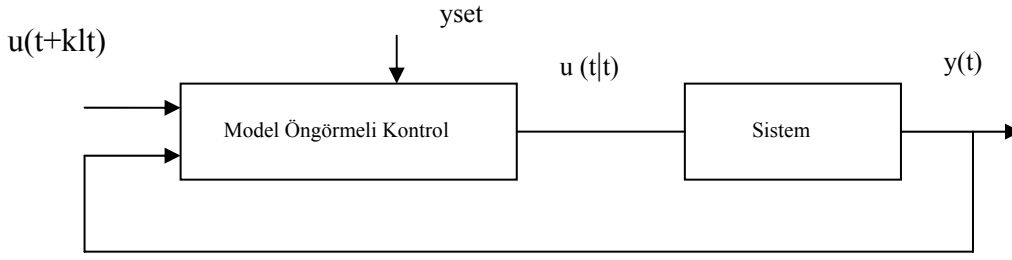 yset
u(t+klt)
u (t|t)
y(t)
Model Öngörmeli Kontrol
Sistem